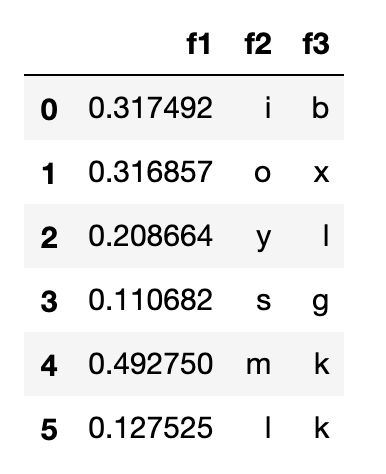 f1 f2 f3
0 0.317492 i b
1 0.316857 o x
2 0.208664 y l
3 0.110682 s g
4 0.492750 m k
5 0.127525 l k